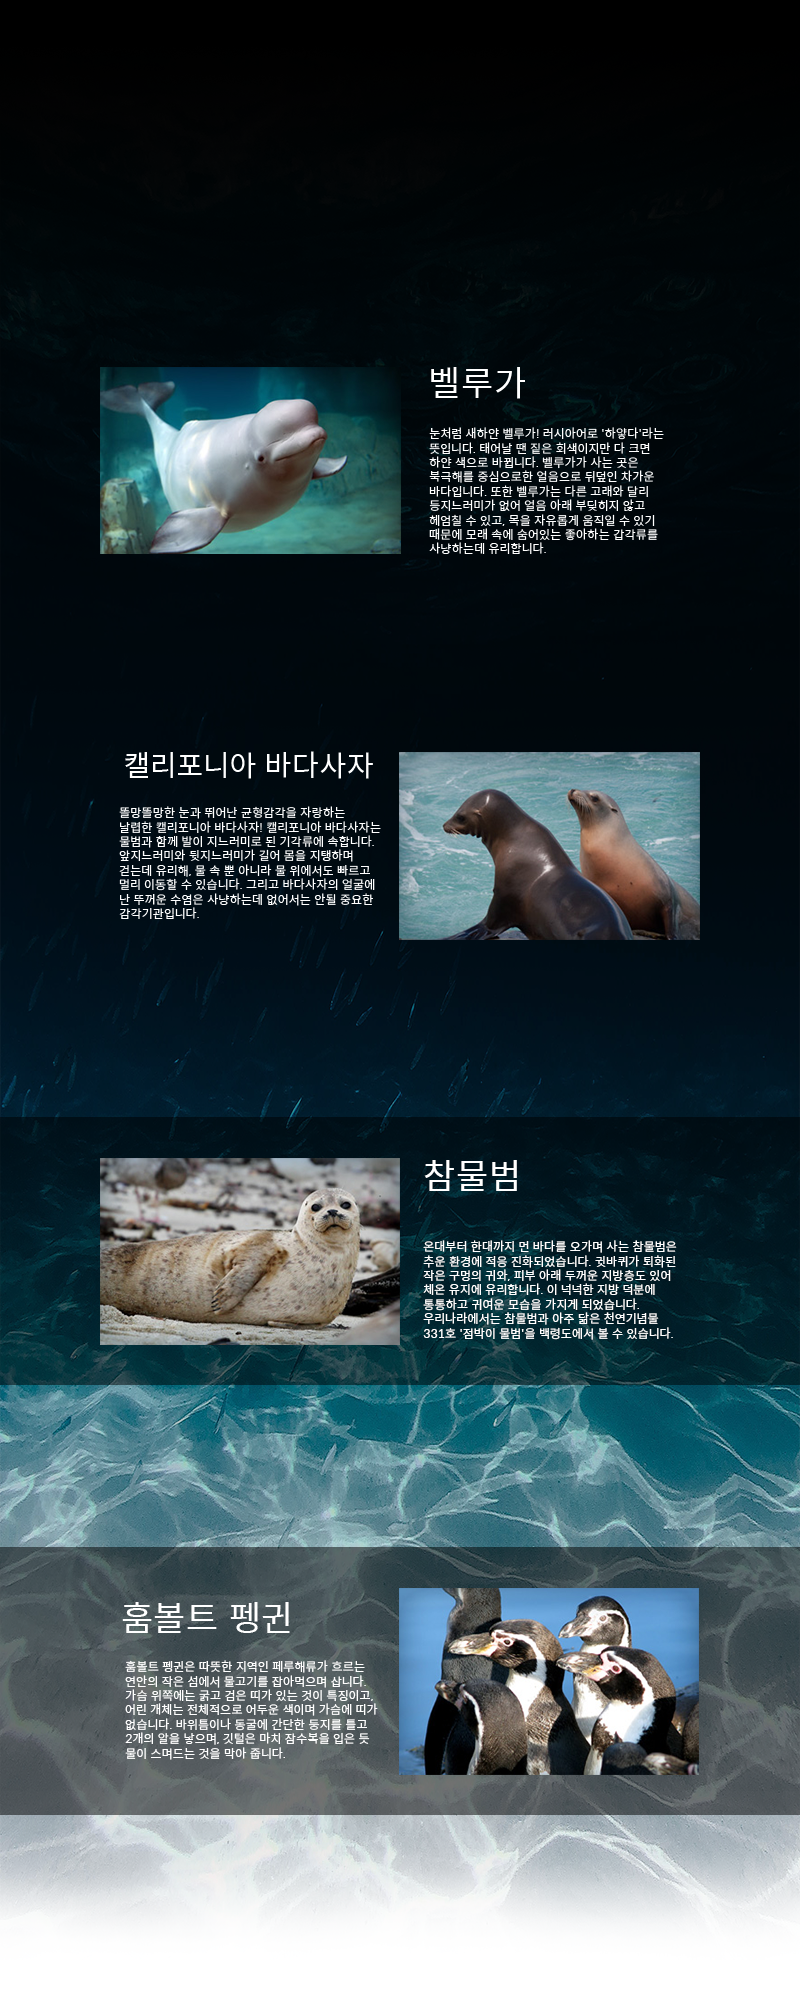 벨루가
눈처럼 새하얀 벨루가! 러시아어로 '하얗다'라는
뜻입니다. 태어날 땐 짙은 회색이지만 다 크면
하얀 색으로 바뀝니다. 벨루가가 사는 곳은
북극해를 중심으로한 얼음으로 뒤덮인 차가운
바다입니다. 또한 벨루가는 다른 고래와 달리
등지느러미가 없어 얼음 아래 부딪히지 않고
헤엄칠 수 있고, 목을 자유롭게 움직일 수 있기
때문에 모래 속에 숨어있는 좋아하는 갑각류를
사냥하는데 유리합니다.
캘리포니아 바다사자
똘망똘망한 눈과 뛰어난 균형감각을 자랑하는
날렵한 캘리포니아 바다사자! 캘리포니아 바다사자는
물범과 함께 발이 지느러미로 된 기각류에 속합니다.
앞지느러미와 뒷지느러미가 길어 몸을 지탱하며
걷는데 유리해, 물 속 뿐 아니라 물 위에서도 빠르고
멀리 이동할 수 있습니다. 그리고 바다사자의 얼굴에
난 뚜꺼운 수염은 사냥하는데 없어서는 안될 중요한
감각기관입니다.
참물범
온대부터 한대까지 먼 바다를 오가며 사는 참물범은
추운 환경에 적응 진화되었습니다. 귓바퀴가 퇴화된
작은 구멍의 귀와, 피부 아래 두꺼운 지방층도 있어
체온 유지에 유리합니다. 이 넉넉한 지방 덕분에
통통하고 귀여운 모습을 가지게 되었습니다.
우리나라에서는 참물범과 아주 닮은 천연기념물
331호 '점박이 물범'을 백령도에서 볼 수 있습니다.
훔볼트 펭귄
훔볼트 펭귄은 따뜻한 지역인 페루해류가 흐르는
연안의 작은 섬에서 물고기를 잡아먹으며 삽니다.
가슴 위쪽에는 굵고 검은 띠가 있는 것이 특징이고,
어린 개체는 전체적으로 어두운 색이며 가슴에 띠가
없습니다. 바위틈이나 동굴에 간단한 둥지를 틀고
2개의 알을 낳으며, 깃털은 마치 잠수복을 입은 듯
물이 스며드는 것을 막아 줍니다.